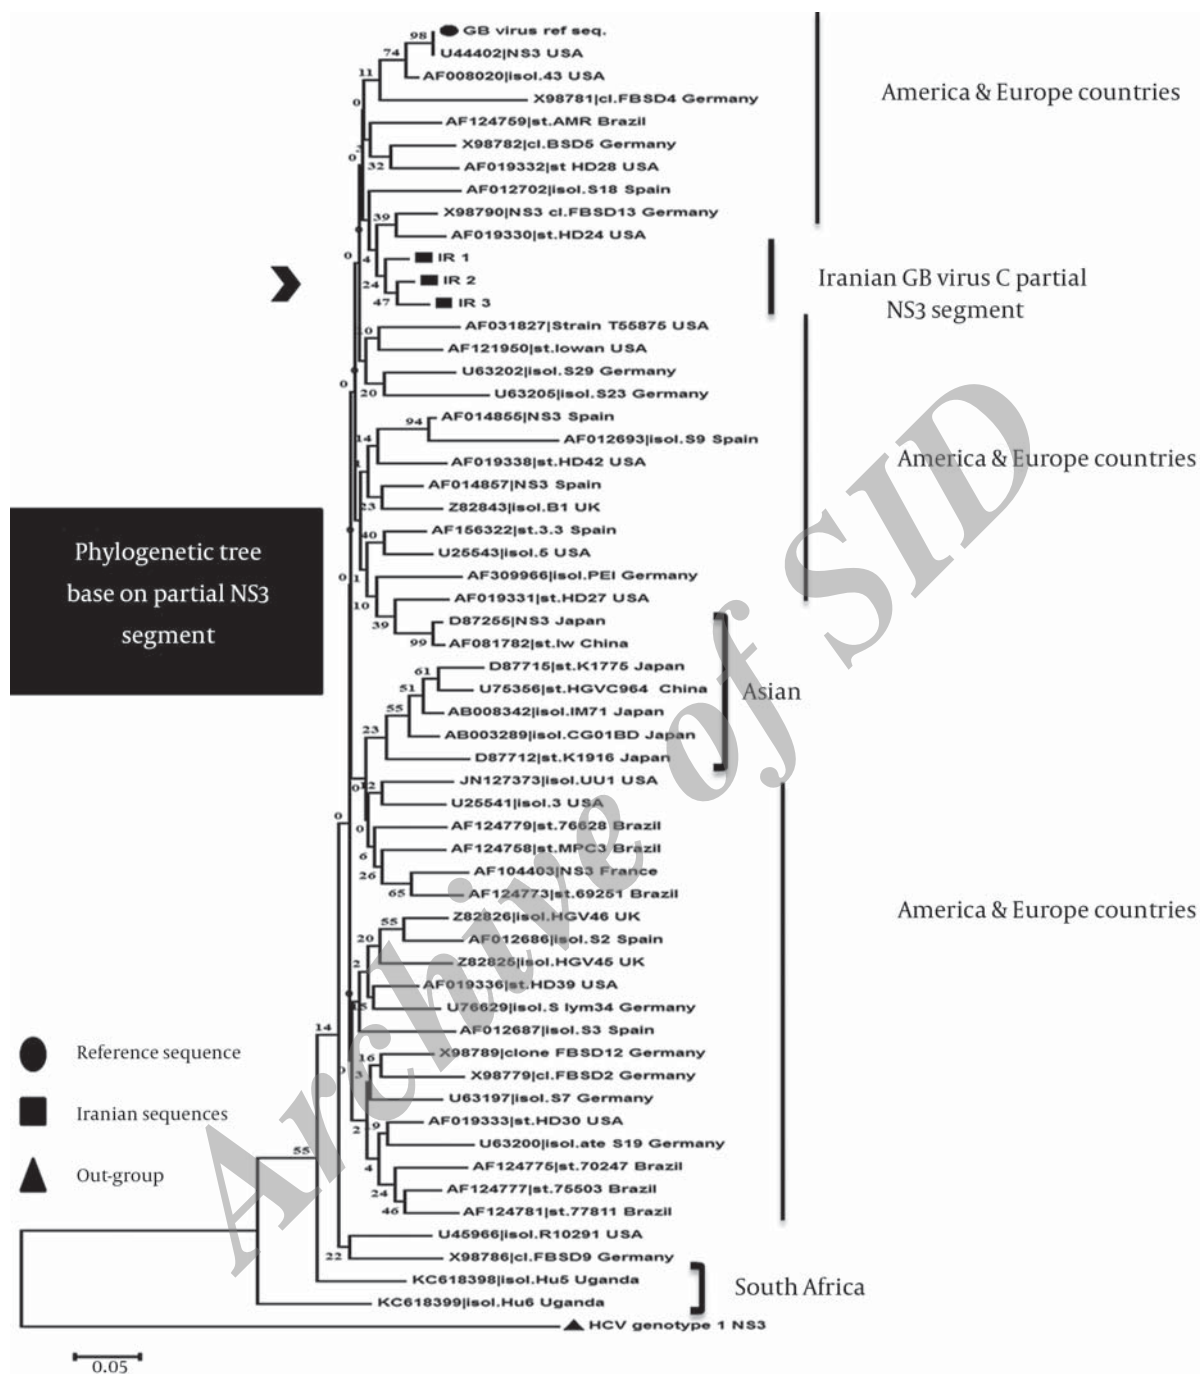 98
GB virus ref seq.
74
U44402|NS3 USA
11
AF008020|isol.43 USA
0
X98781|cl.FBSD4 Germany
America & Europe countries
AF124759|st.AMR Brazil
0
X98782|cl.BSD5 Germany
32
AF019332|st HD28 USA
AF012702|isol.S18 Spain
39
X98790|NS3 cl.FBSD13 Germany
AF019330|st.HD24 USA
0
4
IR 1
24
IR 2
47
IR 3
Iranian GB virus C partial
NS3 segment
AF031827|Strain T55875 USA
AF121950|st.Iowan USA
0
U63202|isol.S29 Germany
20
U63205|isol.S23 Germany
94
AF014855|NS3 Spain
14
AF012693|isol.S9 Spain
America & Europe countries
1
AF019338|st.HD42 USA
AF014857|NS3 Spain
23
Z82843|isol.B1 UK
40
AF156322|st.3.3 Spain
U25543|isol.5 USA
0
1
AF309966|isol.PEI Germany
10
AF019331|st.HD27 USA
39
D87255|NS3 Japan
99
AF081782|st.Iw China
Phylogenetic tree
base on partial NS3
segment
61
D87715|st.K1775 Japan
51
U75356|st.HGVC964 China
Asian
55
AB008342|isol.IM71 Japan
23
AB003289|isol.CG01BD Japan
D87712|st.K1916 Japan
0
12
JN127373|isol.UU1 USA
U25541|isol.3 USA
0
0
AF124779|st.76628 Brazil
6
AF124758|st.MPC3 Brazil
26
AF104403|NS3 France
65
AF124773|st.69251 Brazil
America & Europe countries
55
Z82826|isol.HGV46 UK
20
AF012686|isol.S2 Spain
2
Z82825|isol.HGV45 UK
AF019336|st.HD39 USA
15
U76629|isol.S lym34 Germany
14
AF012687|isol.S3 Spain
16
X98789|clone FBSD12 Germany
0
3
X98779|cl.FBSD2 Germany
U63197|isol.S7 Germany
2
9
AF019333|st.HD30 USA
U63200|isol.ate S19 Germany
4
AF124775|st.70247 Brazil
24
AF124777|st.75503 Brazil
46
AF124781|st.77811 Brazil
55
U45966|isol.R10291 USA
22
X98786|cl.FBSD9 Germany
KC618398|isol.Hu5 Uganda
South Africa
KC618399|isol.Hu6 Uganda
HCV genotype 1 NS3
Reference sequence
Iranian sequences
Out-group
0.05
Archive of SID